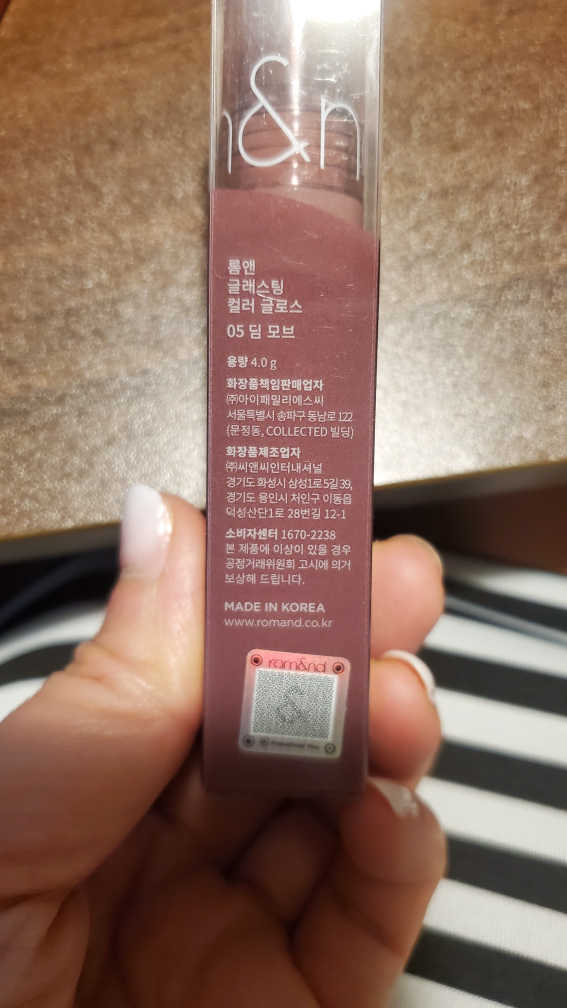 &n
롬앤
글래스팅
컬러 글로스
05 딤 모브
용량 4.0 g
화장품책임판매업자
㈜아이패밀리에스씨
서울특별시 송파구 동남로 122
(문정동, COLLECTED 빌딩)
화장품제조업자
㈜씨앤씨인터내셔널
경기도 화성시 삼성1로 5길 39,
경기도 용인시 처인구 이동읍
덕성산단1로 28번길 12-1
소비자센터 1670-2238
본 제품에 이상이 있을 경우
공정거래위원회 고시에 의거
보상해 드립니다.
MADE IN KOREA
www.romand.co.kr
rom&nd
&